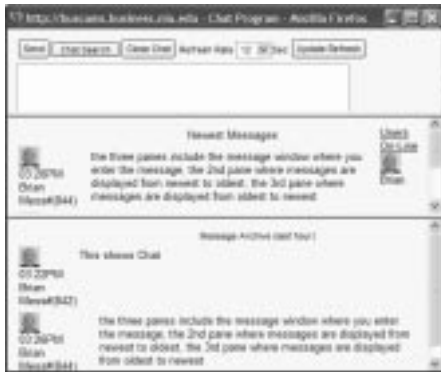 Chat Program - Mozilla Firefox
Send Chat Search Clear Chat Refresh Rate 10 Sec Update Refresh
Newest Messages
Users
On-Line
the three panes include the message window where you
enter the message, the 2nd pane where messages are
displayed from newest to oldest, the 3rd pane where
messages are displayed from oldest to newest
03:26PM
Brian
Brian
Message Archive (last hour)
This shows Chat
Brian
the three panes include the message window where you enter
the message, the 2nd pane where messages are displayed from
newest to oldest, the 3rd pane where messages are displayed
from oldest to newest
03:26PM
Brian